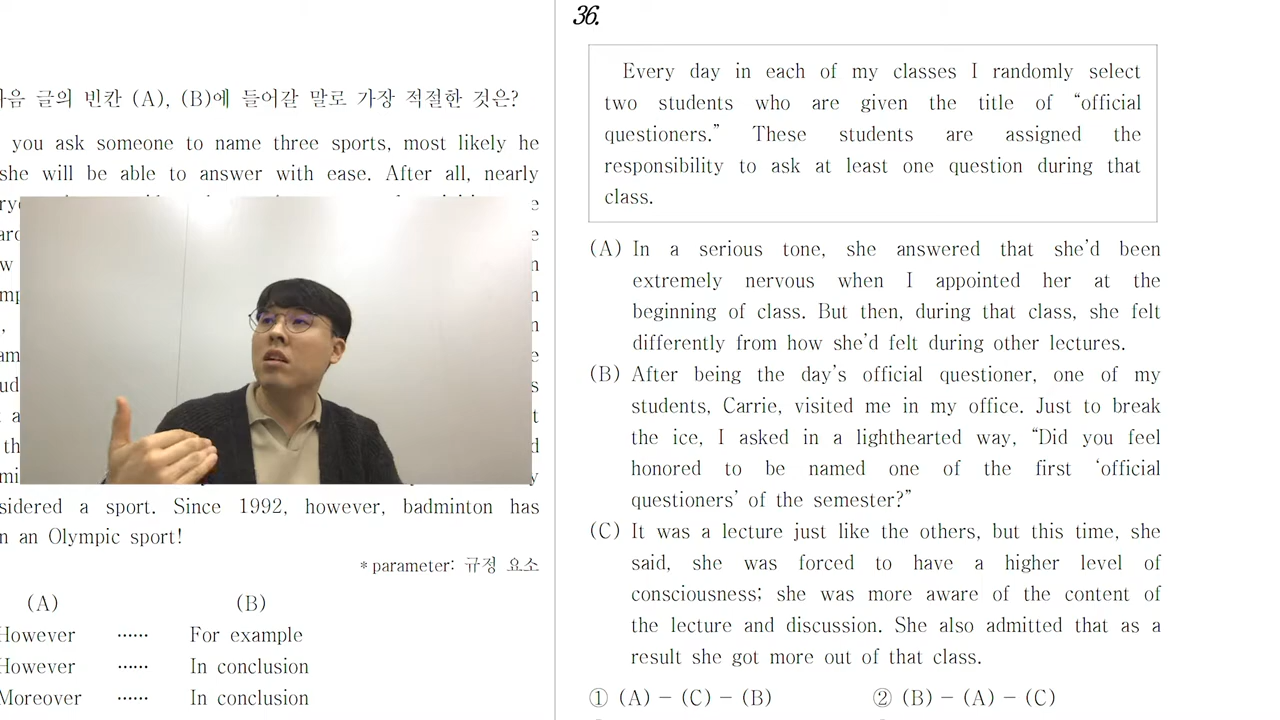 음 글의 빈칸 (A), (B)에 들어갈 말로 가장 적절한 것은?
you ask someone to name three sports, most likely he
she will be able to answer with ease. After all, nearly
sidered a sport. Since 1992, however, badminton has
n an Olympic sport!
* parameter: 규정 요소
(A) (B)
However ...... For example
However ...... In conclusion
Moreover ...... In conclusion
36.
Every day in each of my classes I randomly select
two students who are given the title of “official
questioners.” These students are assigned the
responsibility to ask at least one question during that
class.
(A) In a serious tone, she answered that she’d been
extremely nervous when I appointed her at the
beginning of class. But then, during that class, she felt
differently from how she’d felt during other lectures.
(B) After being the day’s official questioner, one of my
students, Carrie, visited me in my office. Just to break
the ice, I asked in a lighthearted way, “Did you feel
honored to be named one of the first ‘official
questioners’ of the semester?”
(C) It was a lecture just like the others, but this time, she
said, she was forced to have a higher level of
consciousness; she was more aware of the content of
the lecture and discussion. She also admitted that as a
result she got more out of that class.
① (A) - (C) - (B) ② (B) - (A) - (C)